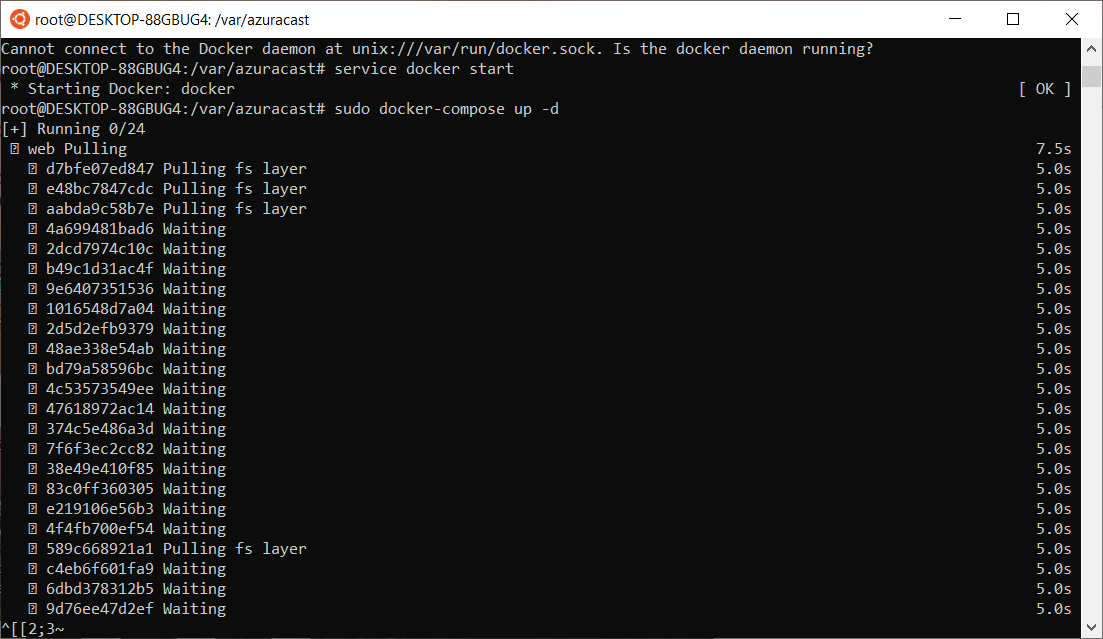 root@DESKTOP-88GBUG4: /var/azuracast
Cannot connect to the Docker daemon at unix:///var/run/docker.sock. Is the docker daemon running?
root@DESKTOP-88GBUG4:/var/azuracast# service docker start
* Starting Docker: docker [ OK ]
root@DESKTOP-88GBUG4:/var/azuracast# sudo docker-compose up -d
[+] Running 0/24
⍰ web Pulling 7.5s
⍰ d7bfe07ed847 Pulling fs layer 5.0s
⍰ e48bc7847cdc Pulling fs layer 5.0s
⍰ aabda9c58b7e Pulling fs layer 5.0s
⍰ 4a699481bad6 Waiting 5.0s
⍰ 2dcd7974c10c Waiting 5.0s
⍰ b49c1d31ac4f Waiting 5.0s
⍰ 9e6407351536 Waiting 5.0s
⍰ 1016548d7a04 Waiting 5.0s
⍰ 2d5d2efb9379 Waiting 5.0s
⍰ 48ae338e54ab Waiting 5.0s
⍰ bd79a58596bc Waiting 5.0s
⍰ 4c53573549ee Waiting 5.0s
⍰ 47618972ac14 Waiting 5.0s
⍰ 374c5e486a3d Waiting 5.0s
⍰ 7f6f3ec2cc82 Waiting 5.0s
⍰ 38e49e410f85 Waiting 5.0s
⍰ 83c0ff360305 Waiting 5.0s
⍰ e219106e56b3 Waiting 5.0s
⍰ 4f4fb700ef54 Waiting 5.0s
⍰ 589c668921a1 Pulling fs layer 5.0s
⍰ c4eb6f601fa9 Waiting 5.0s
⍰ 6dbd378312b5 Waiting 5.0s
⍰ 9d76ee47d2ef Waiting 5.0s
^[[2;3~